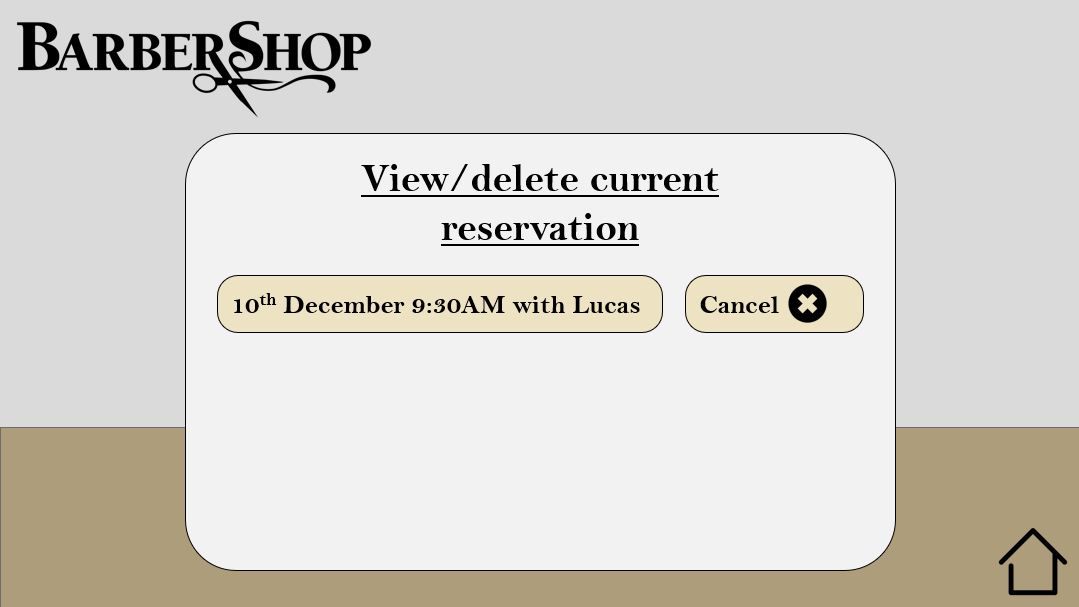 BARBERSHOP
View/delete current
reservation
10th December 9:30AM with Lucas
Cancel